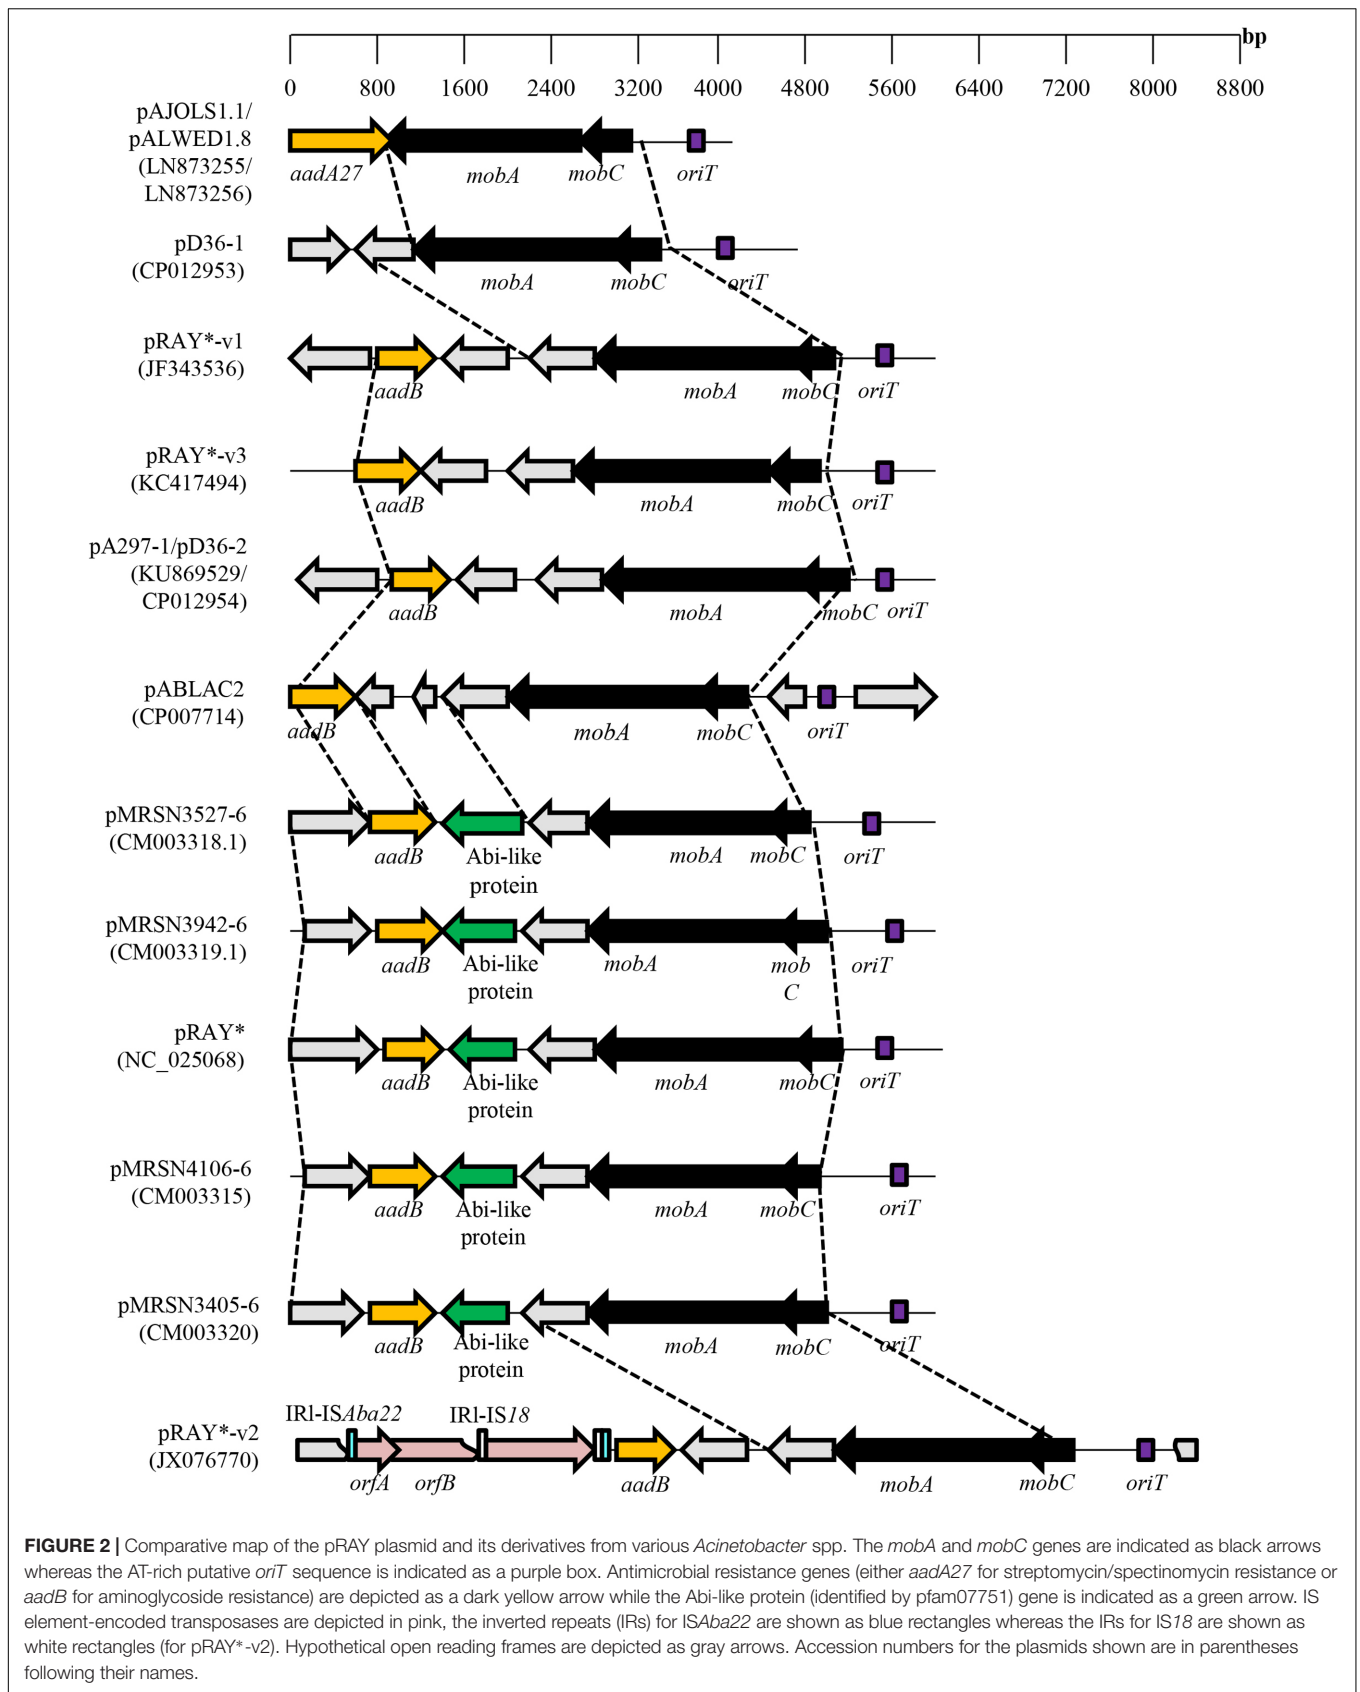 bp
0 800 1600 2400 3200 4000 4800 5600 6400 7200 8000 8800
pAJOLS1.1/
pALWED1.8
(LN873255/
LN873256)
aadA27 mobA mobC oriT
pD36-1
(CP012953)
mobA mobC oriT
pRAY*-v1
(JF343536)
aadB mobA mobC oriT
pRAY*-v3
(KC417494)
aadB mobA mobC oriT
pA297-1/pD36-2
(KU869529/
CP012954)
aadB mobA mobC oriT
pABLAC2
(CP007714)
aadB mobA mobC oriT
pMRSN3527-6
(CM003318.1)
aadB Abi-like mobA mobC oriT
protein
pMRSN3942-6
(CM003319.1)
aadB Abi-like mobA mob oriT
protein C
pRAY*
(NC_025068)
aadB Abi-like mobA mobC oriT
protein
pMRSN4106-6
(CM003315)
aadB Abi-like mobA mobC oriT
protein
pMRSN3405-6
(CM003320)
aadB Abi-like mobA mobC oriT
protein
IRl-ISAba22 IRl-IS18
pRAY*-v2
(JX076770)
orfA orfB aadB mobA mobC oriT
FIGURE 2 | Comparative map of the pRAY plasmid and its derivatives from various Acinetobacter spp. The mobA and mobC genes are indicated as black arrows
whereas the AT-rich putative oriT sequence is indicated as a purple box. Antimicrobial resistance genes (either aadA27 for streptomycin/spectinomycin resistance or
aadB for aminoglycoside resistance) are depicted as a dark yellow arrow while the Abi-like protein (identified by pfam07751) gene is indicated as a green arrow. IS
element-encoded transposases are depicted in pink, the inverted repeats (IRs) for ISAba22 are shown as blue rectangles whereas the IRs for IS18 are shown as
white rectangles (for pRAY*-v2). Hypothetical open reading frames are depicted as gray arrows. Accession numbers for the plasmids shown are in parentheses
following their names.